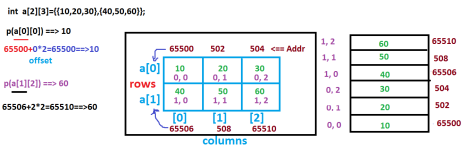 int a[2][3]={{10,20,30},{40,50,60}};
p(a[0][0]) ==> 10
65500+0*2=65500==>10
offset
p(a[1][2]) ==> 60
65506+2*2=65510==>60
65500 502 504 <== Addr
a[0] 10 20 30
0, 0 0, 1 0, 2
rows
a[1] 40 50 60
1, 0 1, 1 1, 2
[0] [1] [2]
65506 508 65510
columns
1, 2 60 65510
1, 1 50 508
1, 0 40 65506
0, 2 30 504
0, 1 20 502
0, 0 10 65500